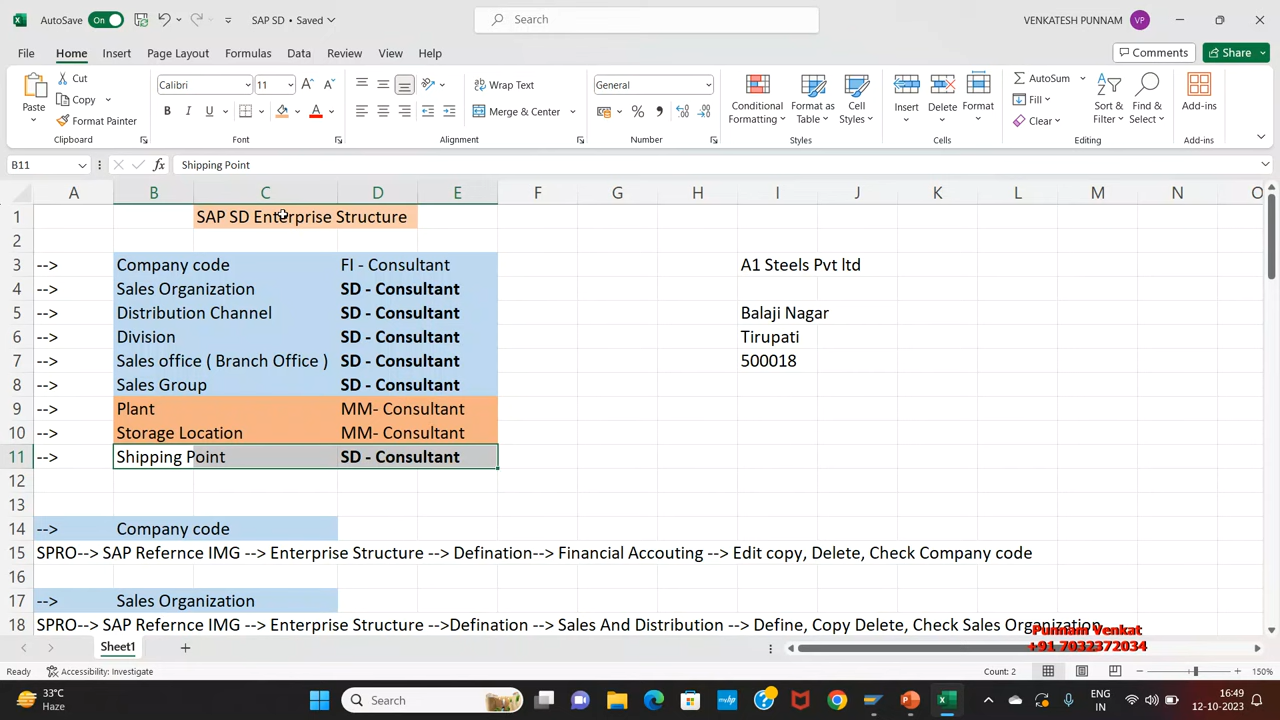 AutoSave On SAP SD • Saved Search VENKATESH PUNNAM VP
File Home Insert Page Layout Formulas Data Review View Help Comments Share
Paste Cut Copy Format Painter Clipboard
Calibri 11 B I U Font
Wrap Text Merge & Center Alignment
General % Number
Conditional Formatting Format as Table Cell Styles Styles
Insert Delete Format Cells
AutoSum Fill Clear Sort & Filter Find & Select Editing
Add-ins Add-ins
B11 fx Shipping Point
A B C D E F G H I J K L M N O
1 SAP SD Enterprise Structure
2
3 --> Company code FI - Consultant A1 Steels Pvt ltd
4 --> Sales Organization SD - Consultant
5 --> Distribution Channel SD - Consultant Balaji Nagar
6 --> Division SD - Consultant Tirupati
7 --> Sales office ( Branch Office ) SD - Consultant 500018
8 --> Sales Group SD - Consultant
9 --> Plant MM- Consultant
10 --> Storage Location MM- Consultant
11 --> Shipping Point SD - Consultant
12
13
14 --> Company code
15 SPRO--> SAP Refernce IMG --> Enterprise Structure --> Defination--> Financial Accouting --> Edit copy, Delete, Check Company code
16
17 --> Sales Organization
18 SPRO--> SAP Refernce IMG --> Enterprise Structure -->Defination --> Sales And Distribution --> Define, Copy Delete, Check Sales Organization
Punnam Venkat
+91 7032372034
Sheet1
Ready Accessibility: Investigate Count: 2 150%
33°C
Haze
Search
ENG
IN
16:49
12-10-2023